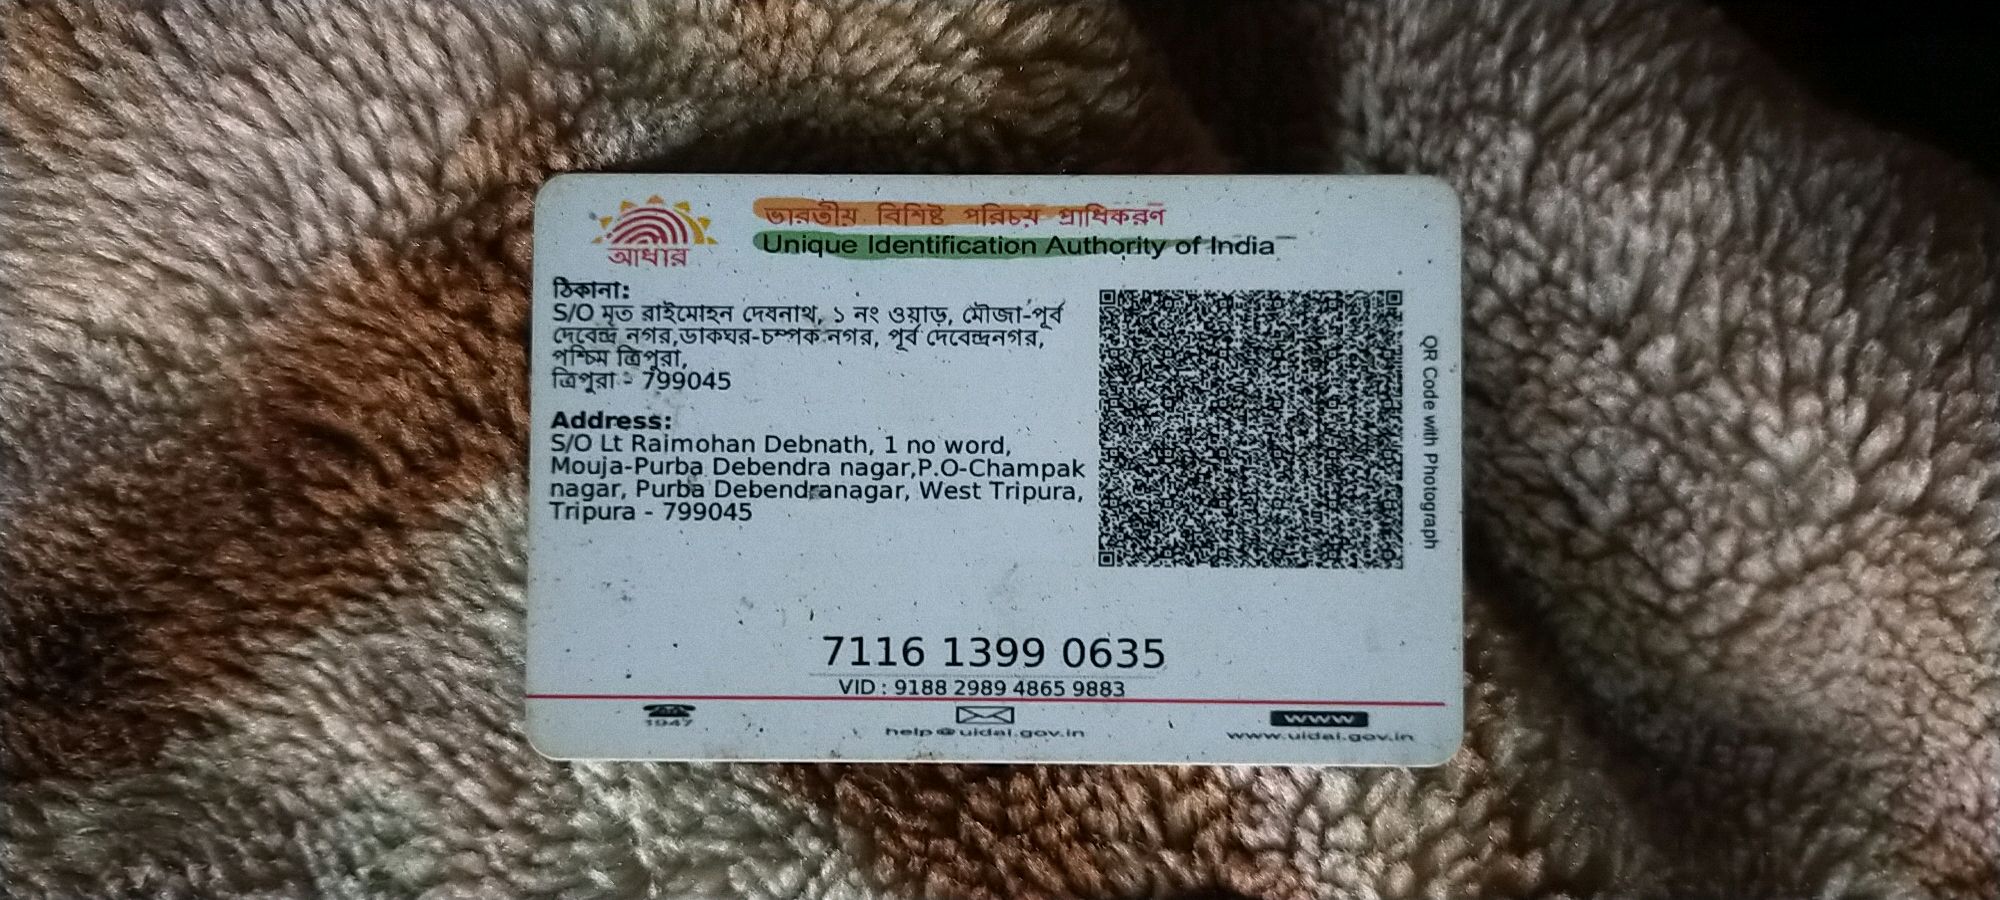 আধার
ভারতীয় বিশিষ্ট পরিচয় প্রাধিকরণ
Unique Identification Authority of India
ঠিকানা:
S/O মৃত রাইমোহন দেবনাথ, ১ নং ওয়াড, মৌজা-পূর্ব
দেবেন্দ্র নগর,ডাকঘর-চম্পক নগর, পূর্ব দেবেন্দ্রনগর,
পশ্চিম ত্রিপুরা,
ত্রিপুরা - 799045
Address:
S/O Lt Raimohan Debnath, 1 no word,
Mouja-Purba Debendra nagar,P.O-Champak
nagar, Purba Debendranagar, West Tripura,
Tripura - 799045
QR Code with Photograph
7116 1399 0635
VID : 9188 2989 4865 9883
1947
help@uidai.gov.in
www
www.uidai.gov.in